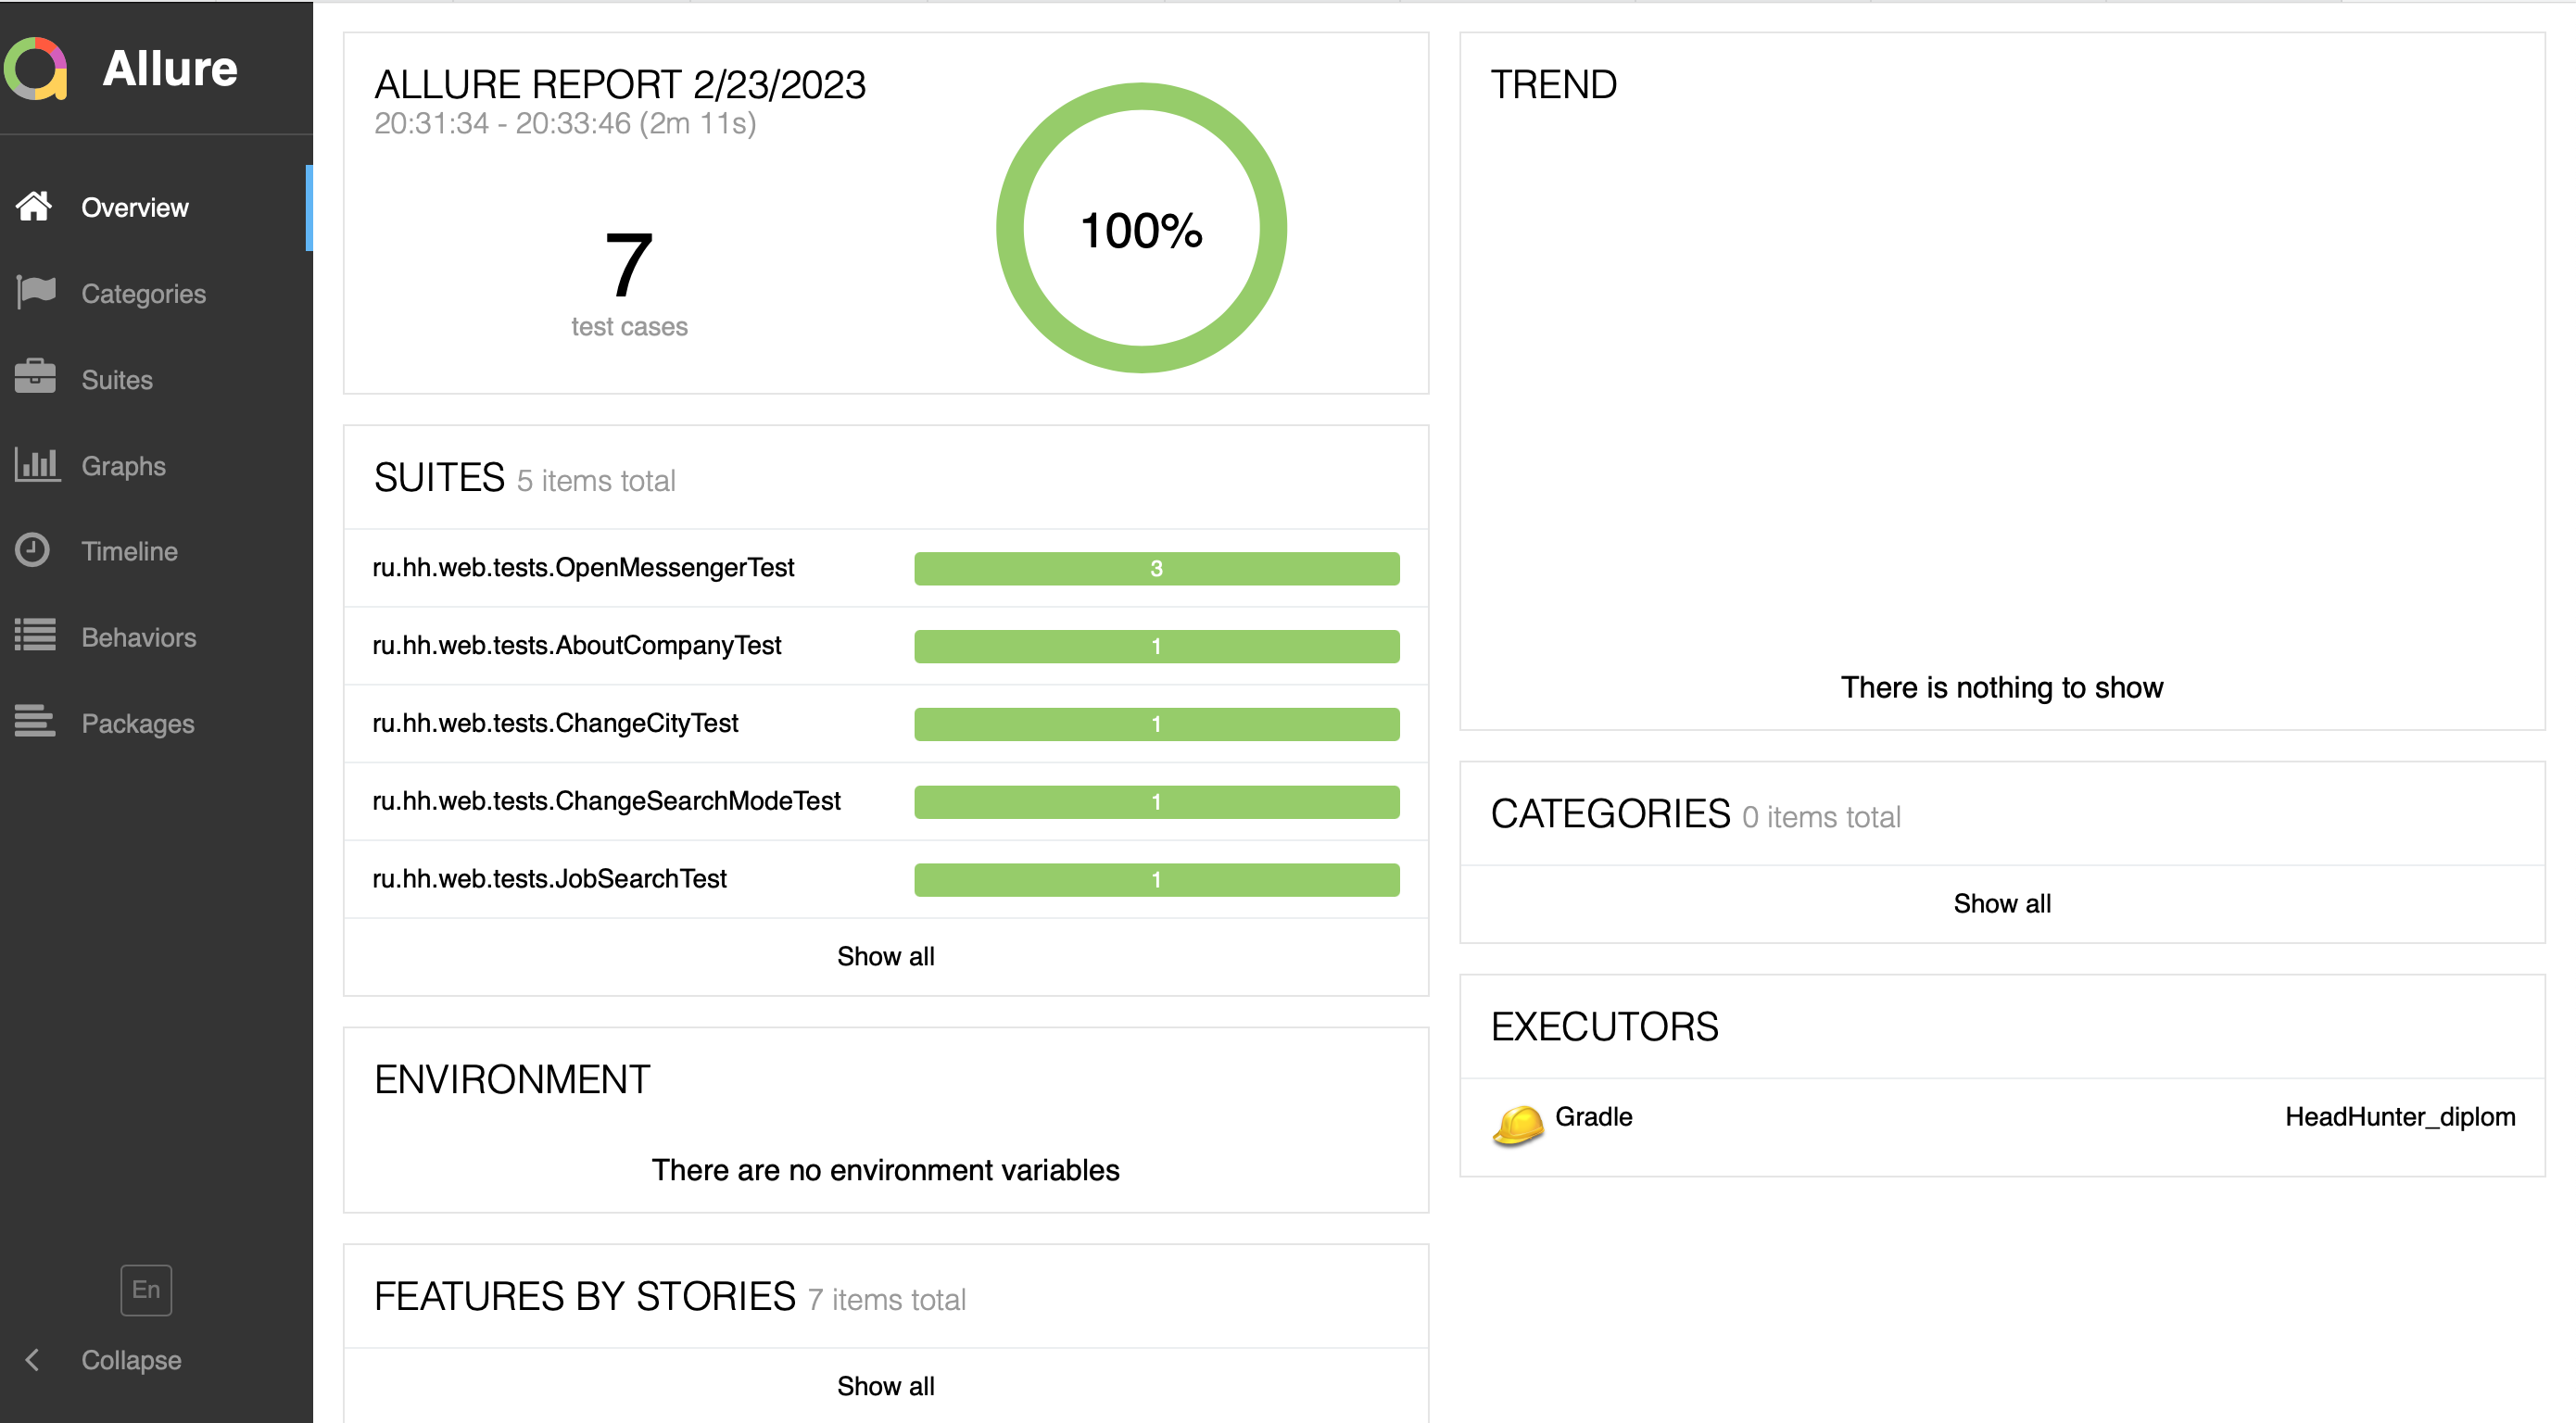 Allure
Overview
Categories
Suites
Graphs
Timeline
Behaviors
Packages
En
Collapse
ALLURE REPORT 2/23/2023
20:31:34 - 20:33:46 (2m 11s)
7
test cases
100%
SUITES 5 items total
ru.hh.web.tests.OpenMessengerTest 3
ru.hh.web.tests.AboutCompanyTest 1
ru.hh.web.tests.ChangeCityTest 1
ru.hh.web.tests.ChangeSearchModeTest 1
ru.hh.web.tests.JobSearchTest 1
Show all
ENVIRONMENT
There are no environment variables
FEATURES BY STORIES 7 items total
Show all
TREND
There is nothing to show
CATEGORIES 0 items total
Show all
EXECUTORS
Gradle HeadHunter_diplom